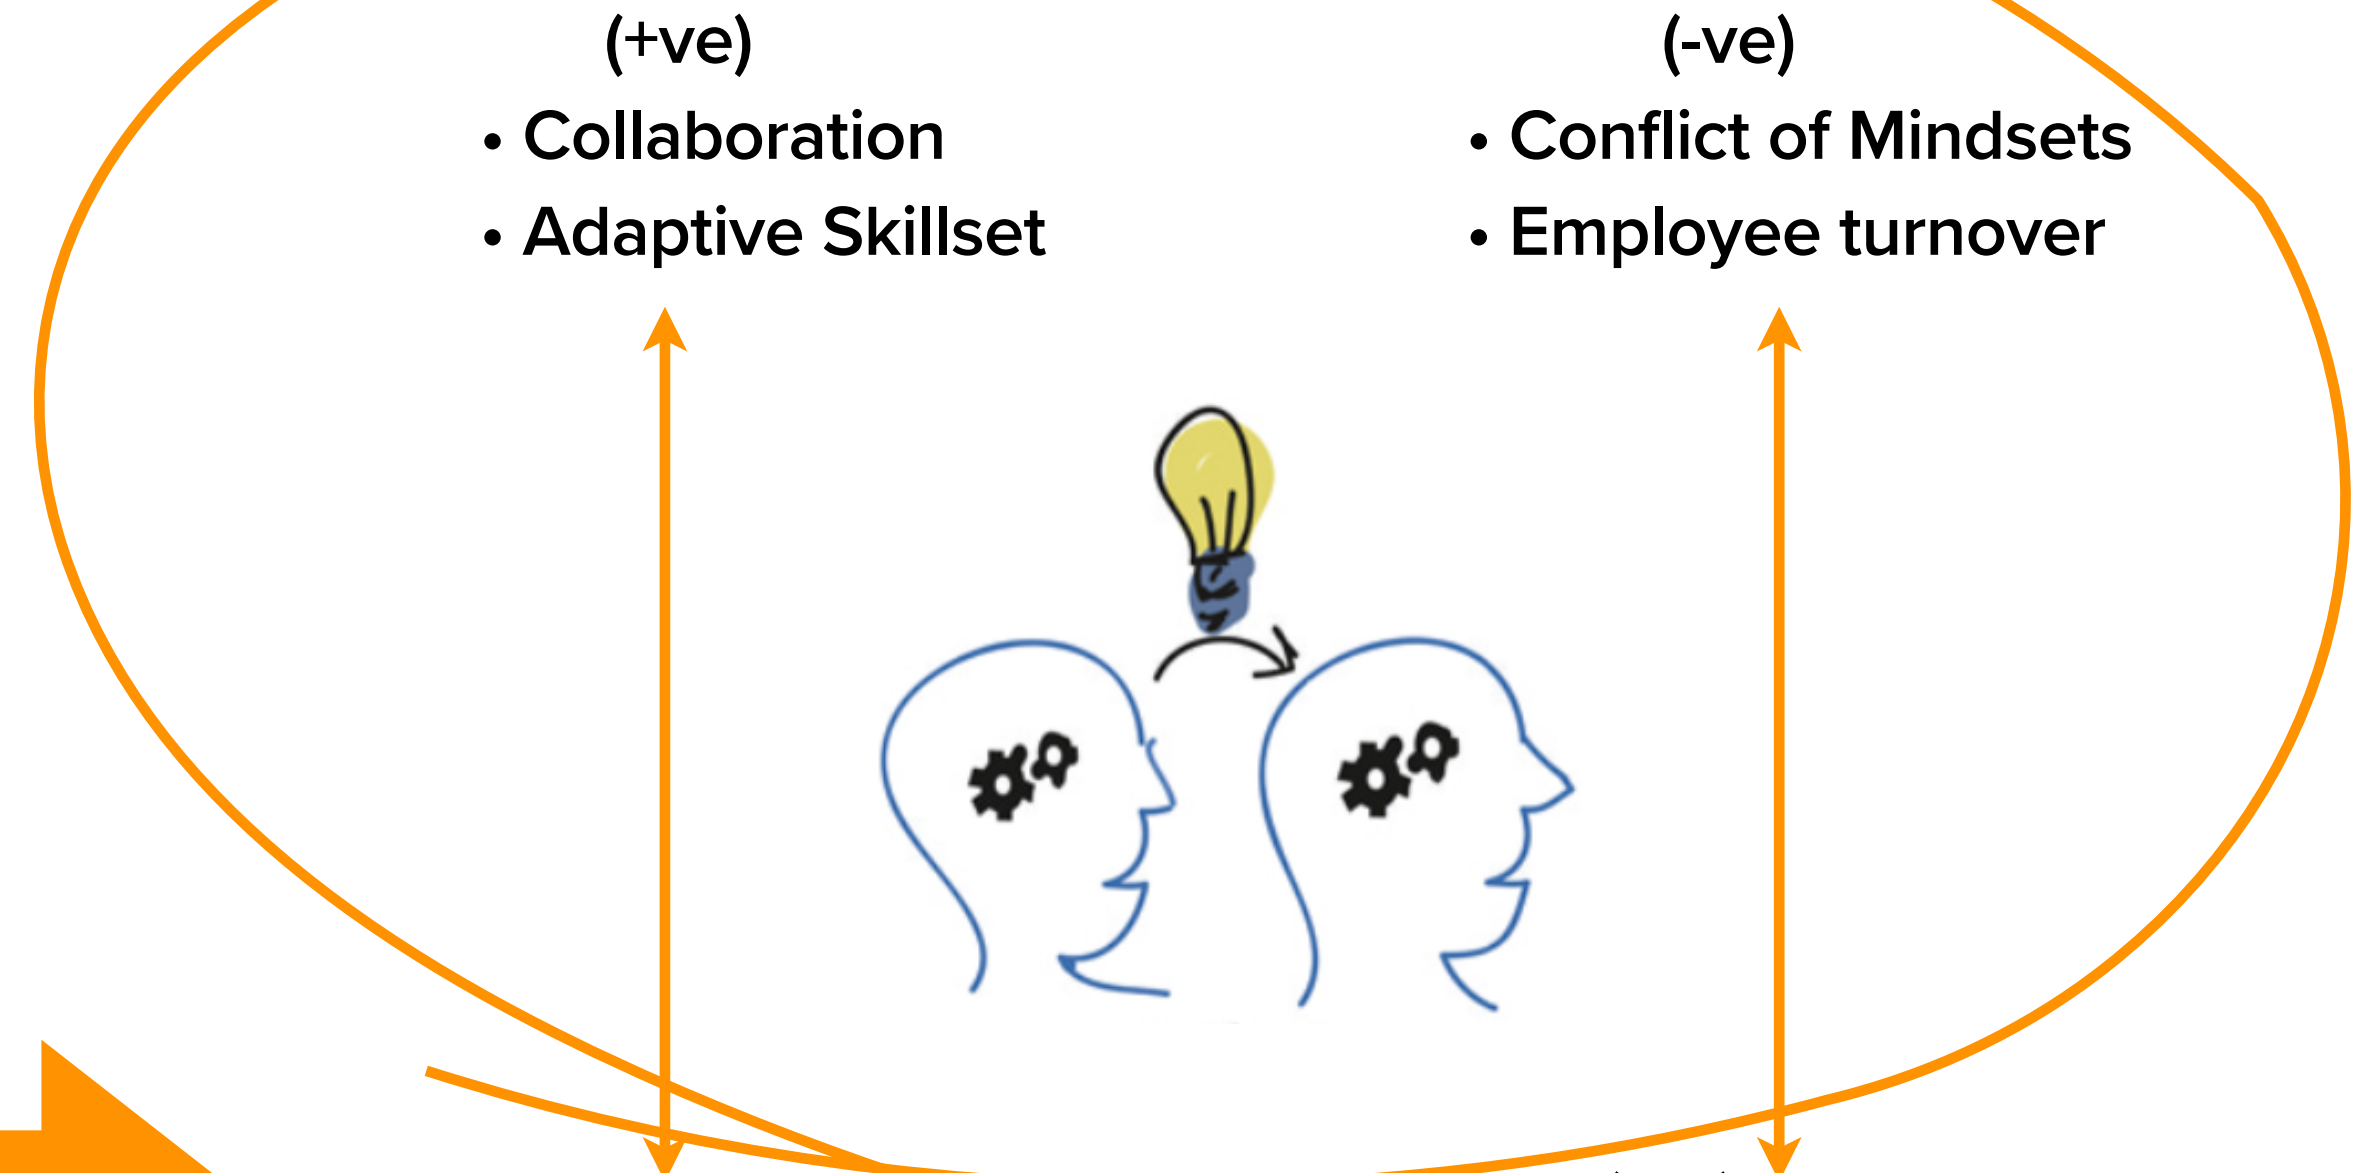 (+ve)
• Collaboration
• Adaptive Skillset
(-ve)
• Conflict of Mindsets
• Employee turnover